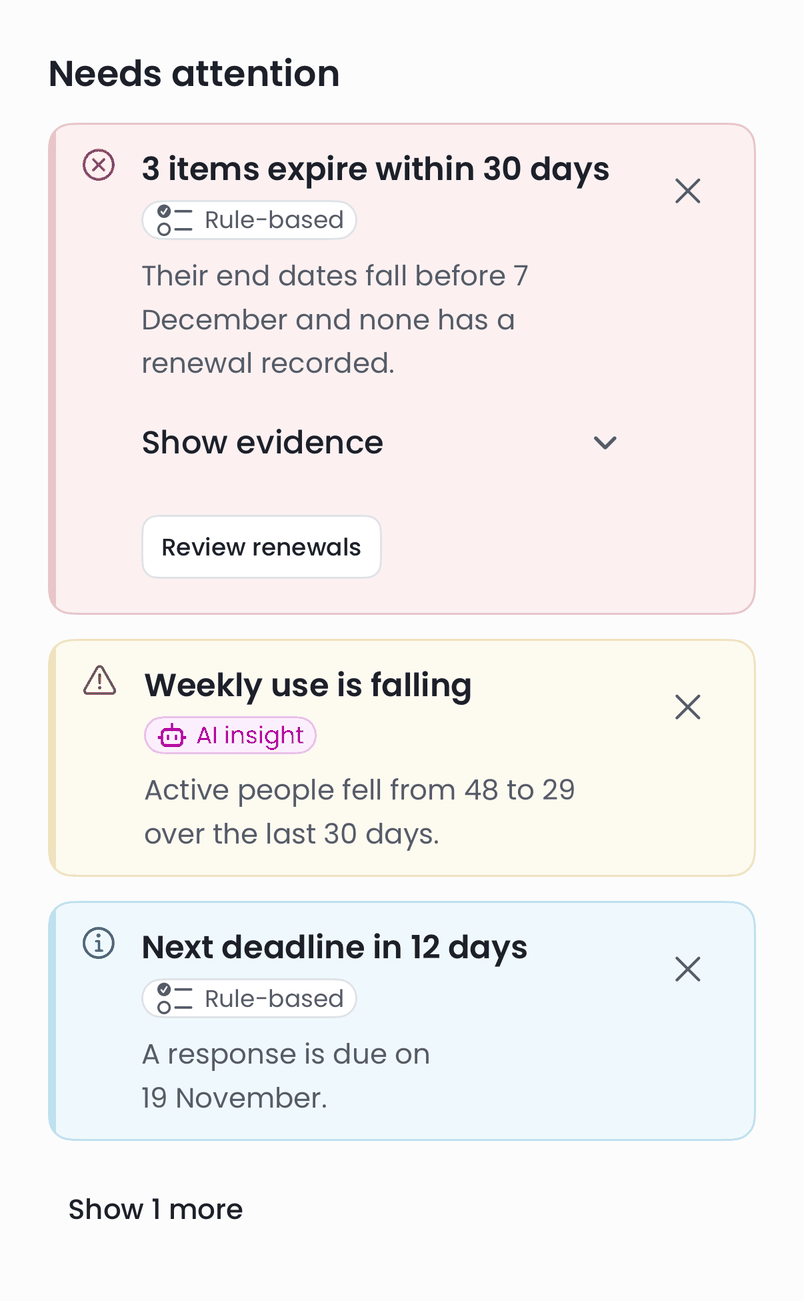 Needs attention
3 items expire within 30 days
Rule-based
Their end dates fall before 7
December and none has a
renewal recorded.
Show evidence
Review renewals
Weekly use is falling
AI insight
Active people fell from 48 to 29
over the last 30 days.
Next deadline in 12 days
Rule-based
A response is due on
19 November.
Show 1 more